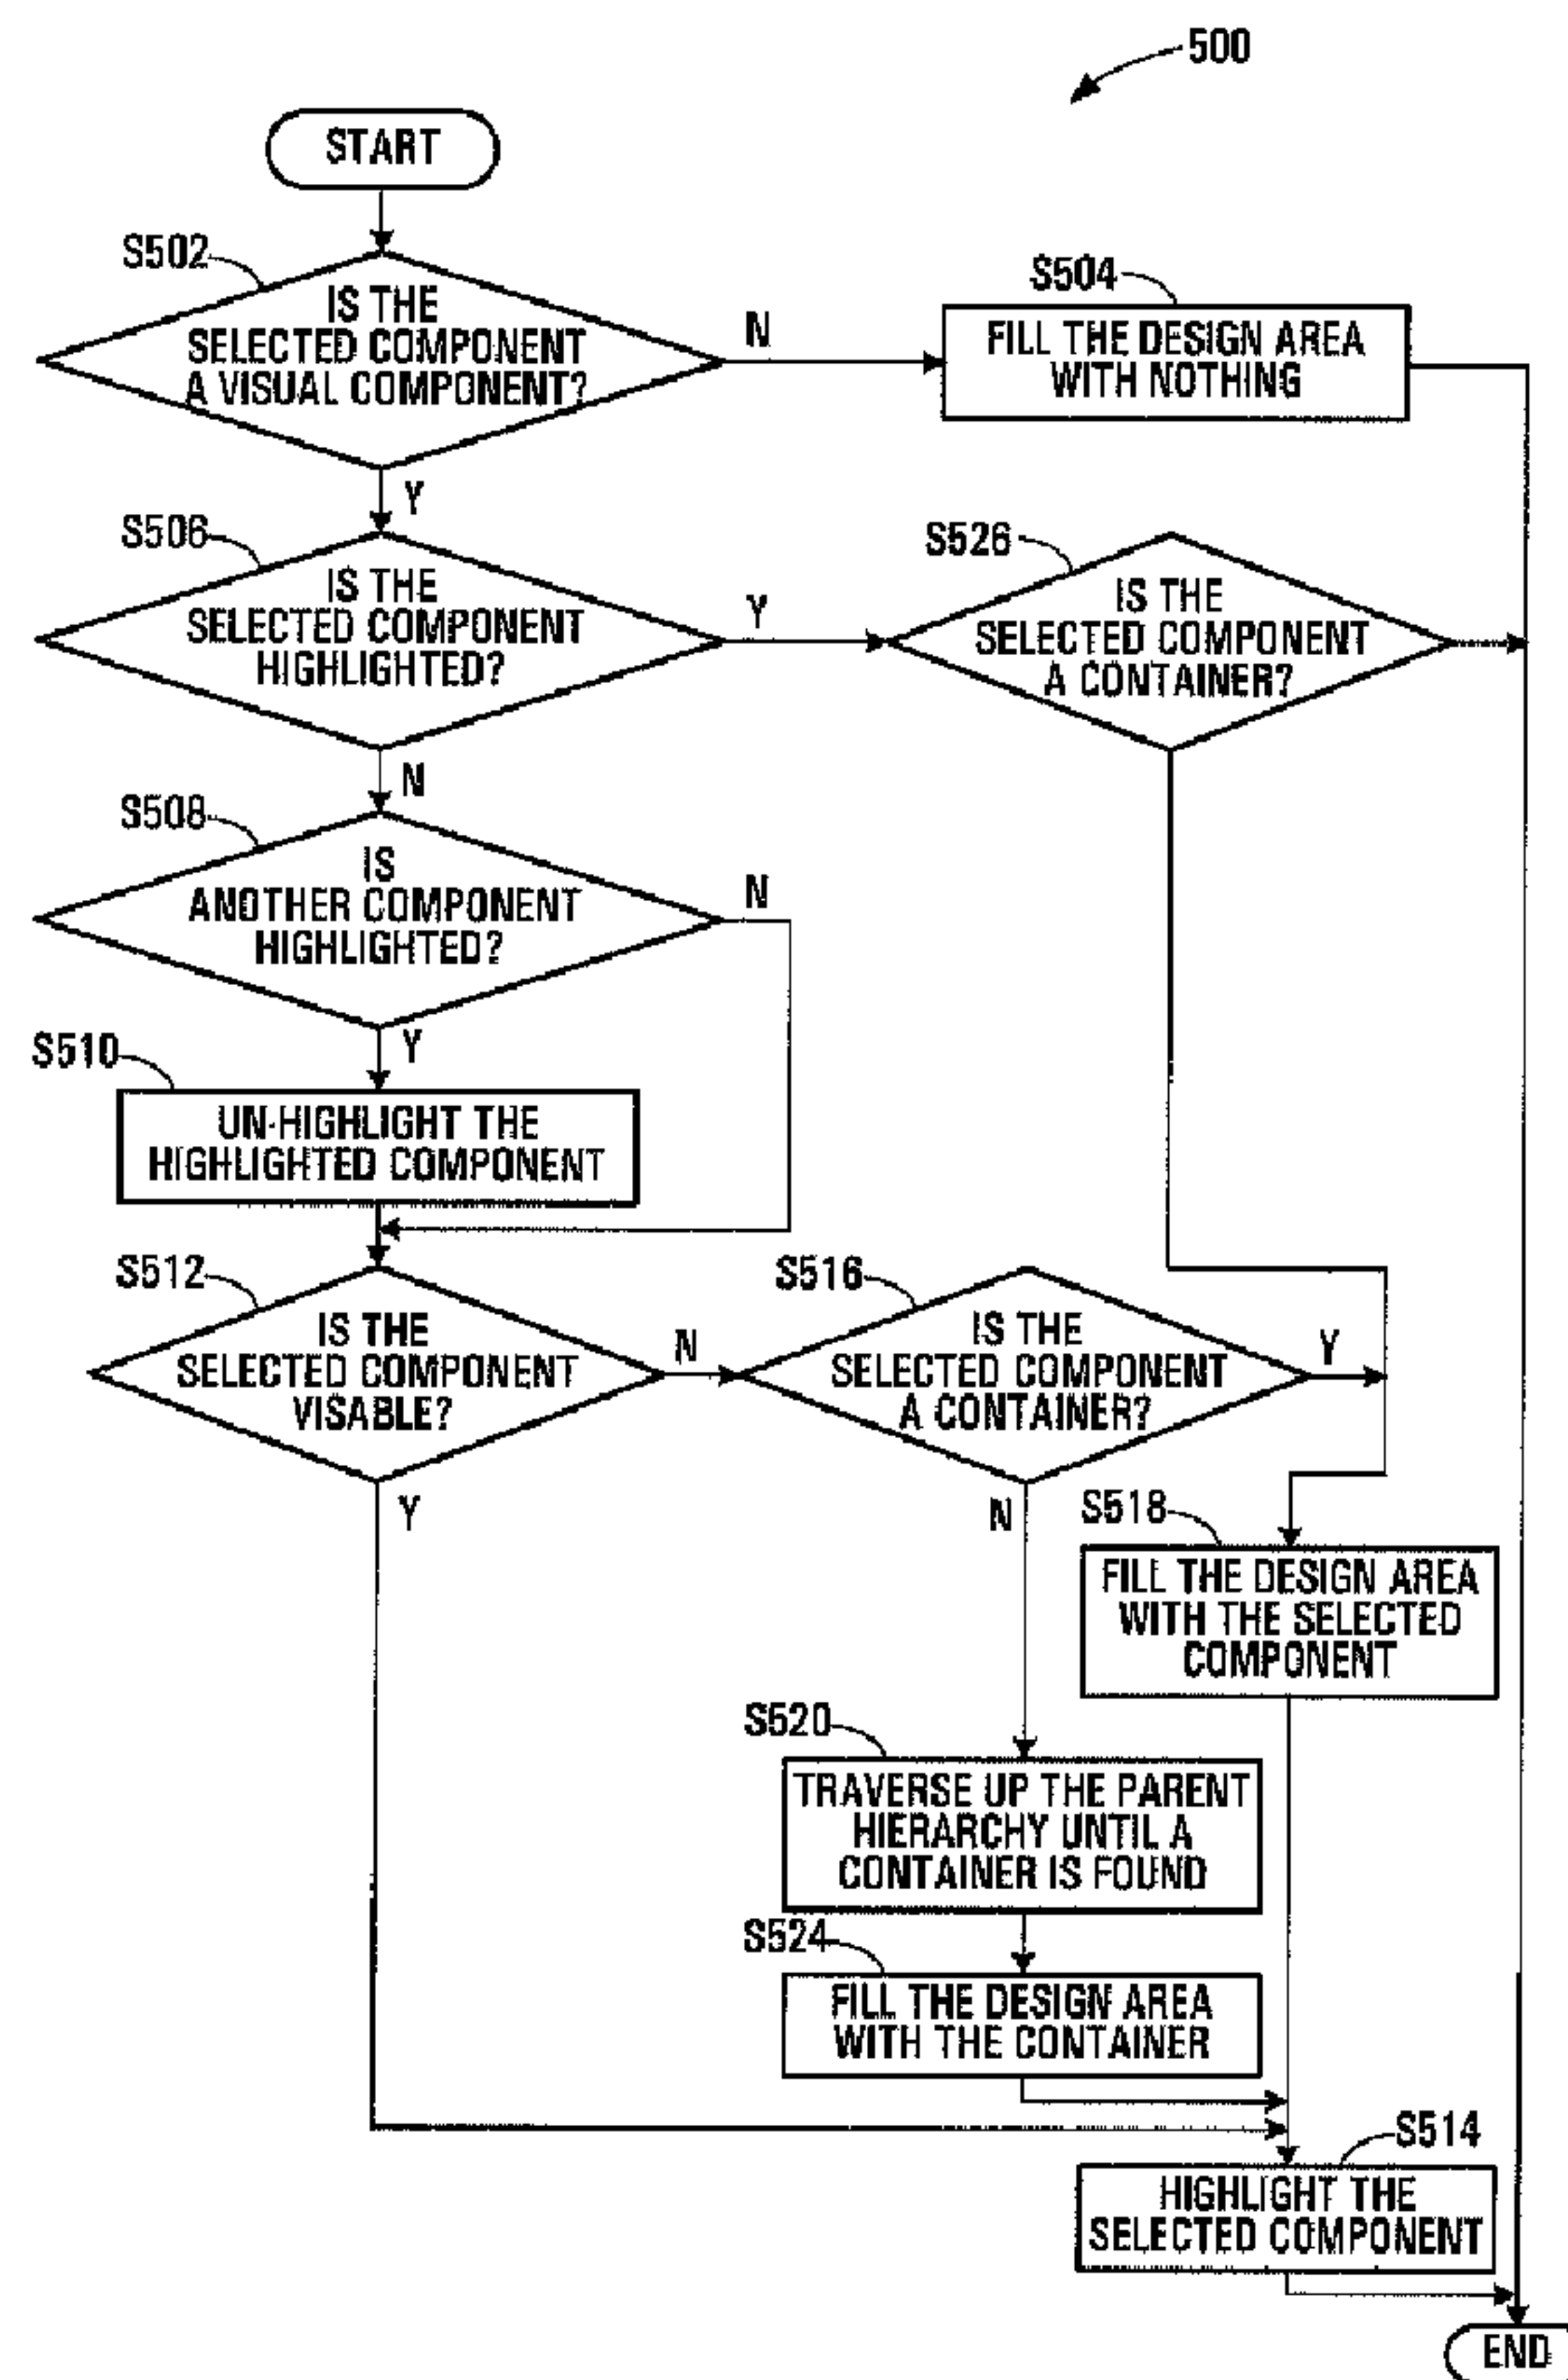 500
START
S502
IS THE
SELECTED COMPONENT
A VISUAL COMPONENT?
N
S504
FILL THE DESIGN AREA
WITH NOTHING
Y
S506
IS THE
SELECTED COMPONENT
HIGHLIGHTED?
Y
S526
IS THE
SELECTED COMPONENT
A CONTAINER?
N
S508
IS
ANOTHER COMPONENT
HIGHLIGHTED?
N
Y
S510
UN-HIGHLIGHT THE
HIGHLIGHTED COMPONENT
S512
IS THE
SELECTED COMPONENT
VISABLE?
N
S516
IS THE
SELECTED COMPONENT
A CONTAINER?
Y
Y
N
S518
FILL THE DESIGN AREA
WITH THE SELECTED
COMPONENT
S520
TRAVERSE UP THE PARENT
HIERARCHY UNTIL A
CONTAINER IS FOUND
S524
FILL THE DESIGN AREA
WITH THE CONTAINER
S514
HIGHLIGHT THE
SELECTED COMPONENT
END